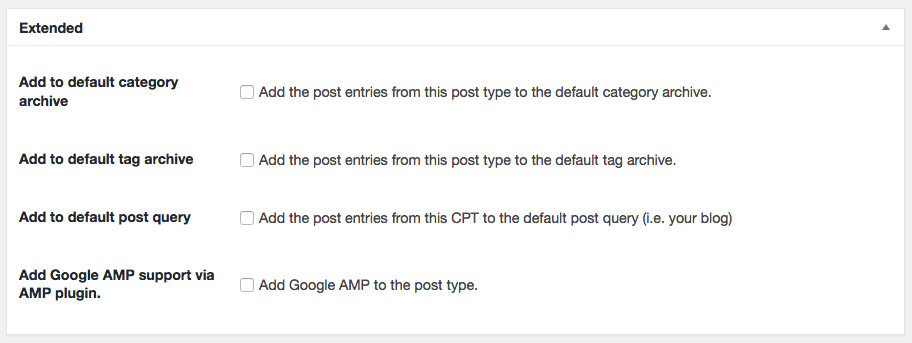 Extended
Add to default category
archive
Add the post entries from this post type to the default category archive.
Add to default tag archive
Add the post entries from this post type to the default tag archive.
Add to default post query
Add the post entries from this CPT to the default post query (i.e. your blog)
Add Google AMP support via
AMP plugin.
Add Google AMP to the post type.